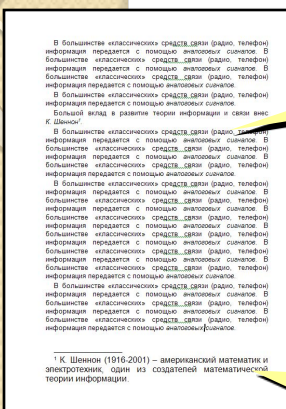 В большинстве «классических» средств связи (радио, телефон)
информация передается с помощью аналоговых сигналов. В
большинстве «классических» средств связи (радио, телефон)
информация передается с помощью аналоговых сигналов. В
большинстве «классических» средств связи (радио, телефон)
информация передается с помощью аналоговых сигналов.
В большинстве «классических» средств связи (радио, телефон)
информация передается с помощью аналоговых сигналов.
Большой вклад в развитие теории информации и связи внес
К. Шеннон¹.
В большинстве «классических» средств связи (радио, телефон)
информация передается с помощью аналоговых сигналов. В
большинстве «классических» средств связи (радио, телефон)
информация передается с помощью аналоговых сигналов. В
большинстве «классических» средств связи (радио, телефон)
информация передается с помощью аналоговых сигналов.
В большинстве «классических» средств связи (радио, телефон)
информация передается с помощью аналоговых сигналов. В
большинстве «классических» средств связи (радио, телефон)
информация передается с помощью аналоговых сигналов. В
большинстве «классических» средств связи (радио, телефон)
информация передается с помощью аналоговых сигналов. В
большинстве «классических» средств связи (радио, телефон)
информация передается с помощью аналоговых сигналов. В
большинстве «классических» средств связи (радио, телефон)
информация передается с помощью аналоговых сигналов.
В большинстве «классических» средств связи (радио, телефон)
информация передается с помощью аналоговых сигналов. В
большинстве «классических» средств связи (радио, телефон)
информация передается с помощью аналоговых сигналов. В
большинстве «классических» средств связи (радио, телефон)
информация передается с помощью аналоговых сигналов.
¹ К. Шеннон (1916-2001) – американский математик и
электротехник, один из создателей математической
теории информации.